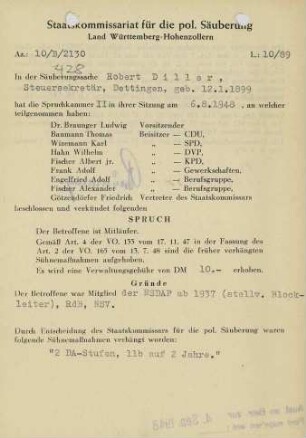 Staatskommissariat für die pol. Säuberung
Land Württemberg-Hohenzollern
Az.: 10/B/2130
L.: 10/89
428
In der Säuberungssache Robert Diller,
Steuersekretär, Dettingen, geb. 12.1.1899
hat die Spruchkammer II in ihrer Sitzung am 6.8.1948, an welcher
teilgenommen haben:
Dr. Braunger Ludwig Vorsitzender
Baumann Thomas Beisitzer — CDU,
Wizemann Karl „ — SPD,
Hahn Wilhelm „ — DVP,
Fischer Albert jr. „ — KPD,
Frank Adolf „ — Gewerkschaften,
Engelfried Adolf „ — Berufsgruppe,
Fischer Alexander „ — Berufsgruppe,
Götzendörfer Friedrich Vertreter des Staatskommissars
beschlossen und verkündet folgenden
SPRUCH
Der Betroffene ist Mitläufer.
Gemäß Art. 4 der VO. 133 vom 17. 11. 47 in der Fassung des
Art. 2 der VO. 165 vom 13. 7. 48 sind die früher verhängten
Sühnemaßnahmen aufgehoben.
Es wird eine Verwaltungsgebühr von DM 10.- erhoben.
Gründe
Der Betroffene war Mitglied der NSDAP ab 1937 (stellv. Block-
leiter), RdB, NSV.
Durch Entscheidung des Staatskommissars für die pol. Säuberung waren
folgende Sühnemaßnahmen verhängt worden:
"2 DA-Stufen, 11b auf 2 Jahre."